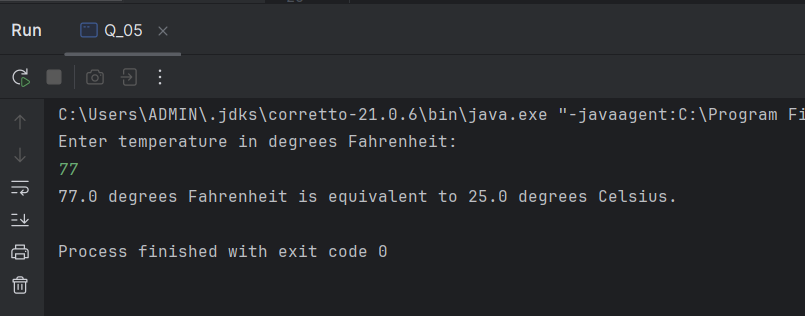 Run Q_05
C:\Users\ADMIN\.jdks\corretto-21.0.6\bin\java.exe "-javaagent:C:\Program Fi
Enter temperature in degrees Fahrenheit:
77
77.0 degrees Fahrenheit is equivalent to 25.0 degrees Celsius.
Process finished with exit code 0